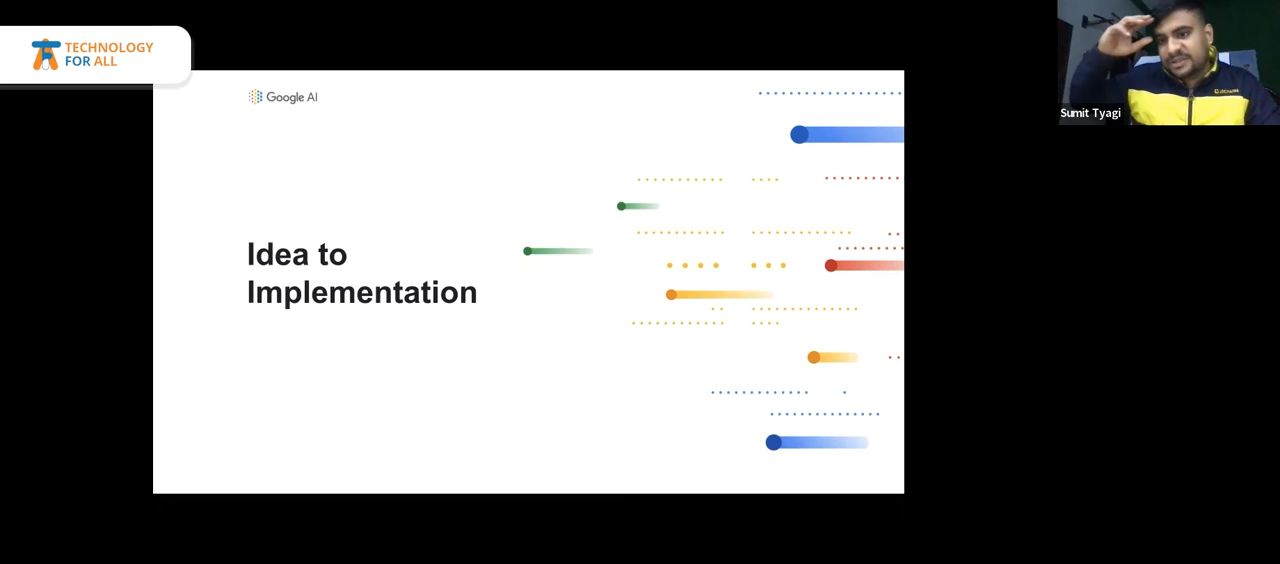 TECHNOLOGY
FOR ALL
Google AI
Idea to
Implementation
Sumit Tyagi